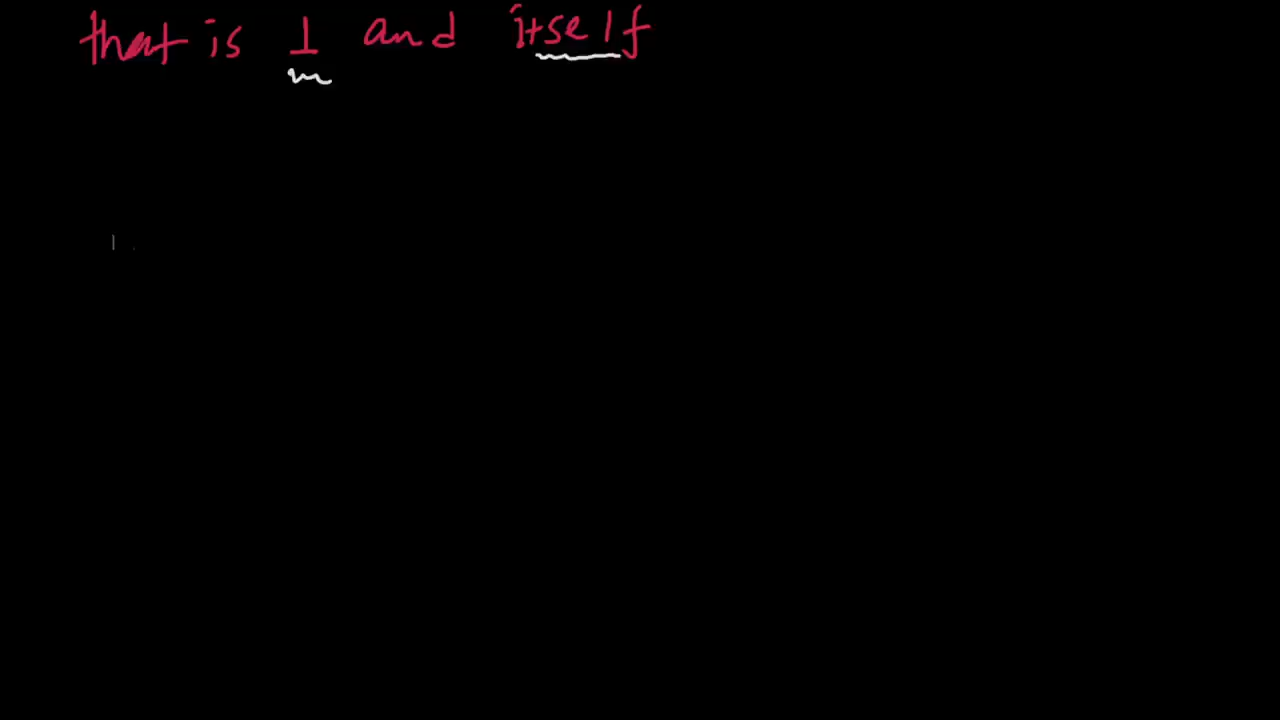 that is 1 and itself